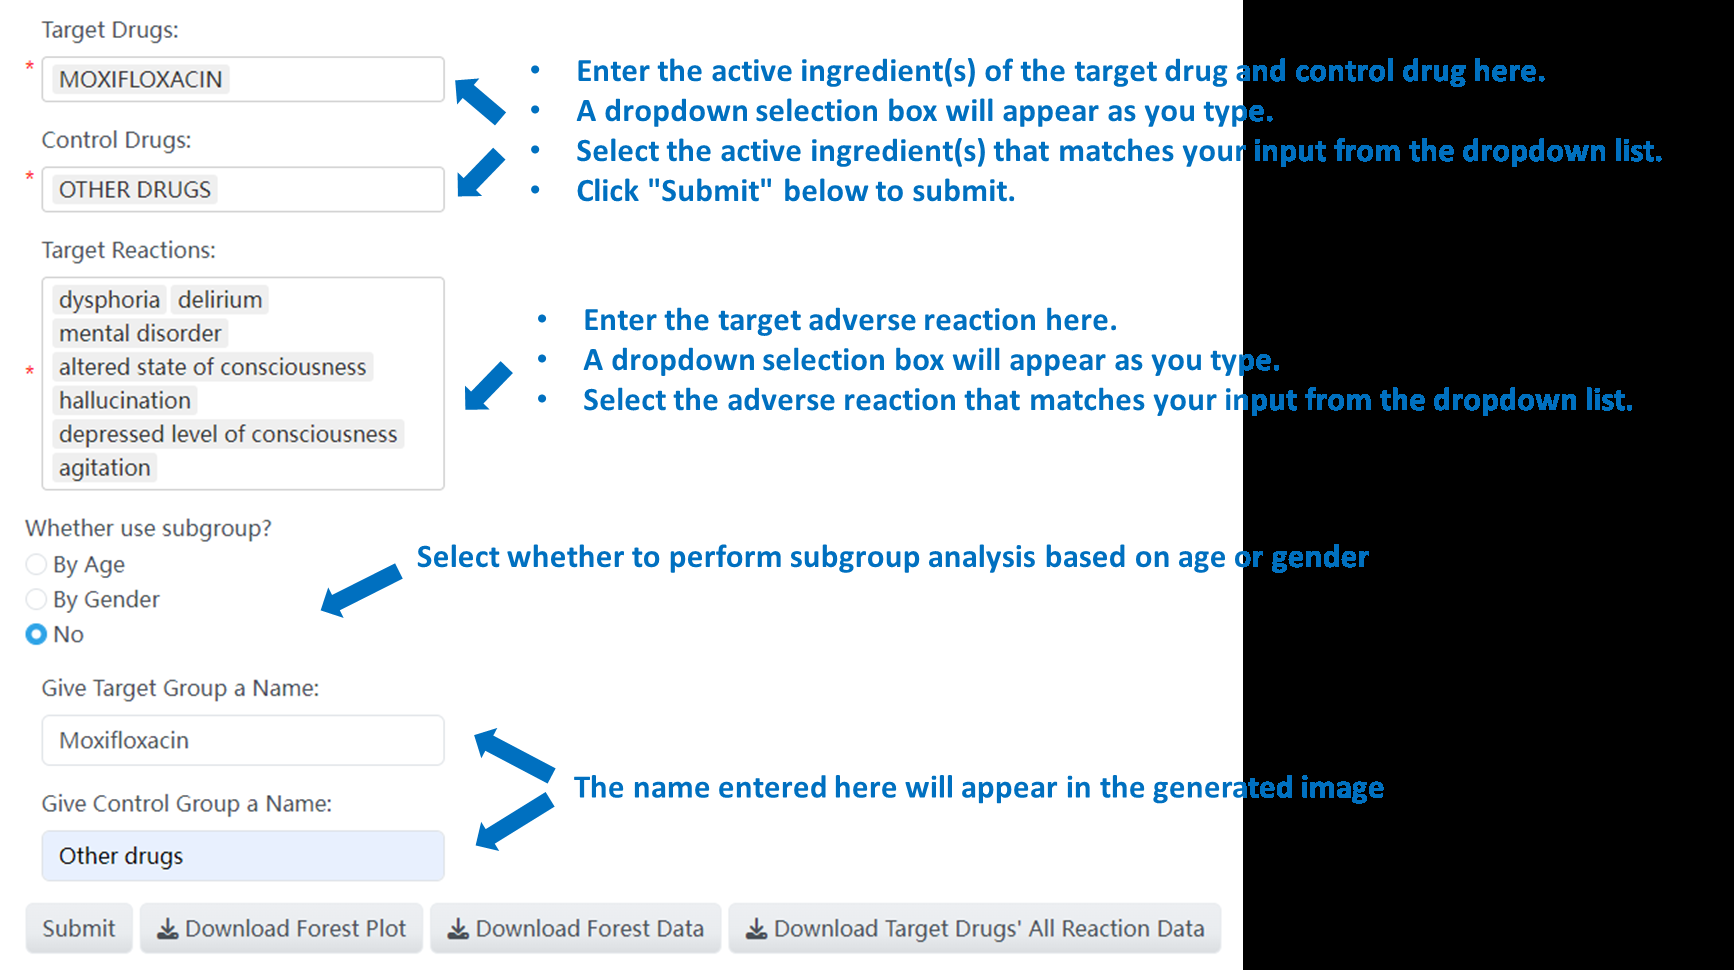 Target Drugs:
* MOXIFLOXACIN
• Enter the active ingredient(s) of the target drug and control drug here.
• A dropdown selection box will appear as you type.
Control Drugs:
• Select the active ingredient(s) that matches your input from the dropdown list.
* OTHER DRUGS
• Click "Submit" below to submit.
Target Reactions:
* dysphoria delirium
mental disorder
altered state of consciousness
hallucination
depressed level of consciousness
agitation
• Enter the target adverse reaction here.
• A dropdown selection box will appear as you type.
• Select the adverse reaction that matches your input from the dropdown list.
Whether use subgroup?
By Age
By Gender
No
Select whether to perform subgroup analysis based on age or gender
Give Target Group a Name:
Moxifloxacin
Give Control Group a Name:
Other drugs
The name entered here will appear in the generated image
Submit Download Forest Plot Download Forest Data Download Target Drugs' All Reaction Data